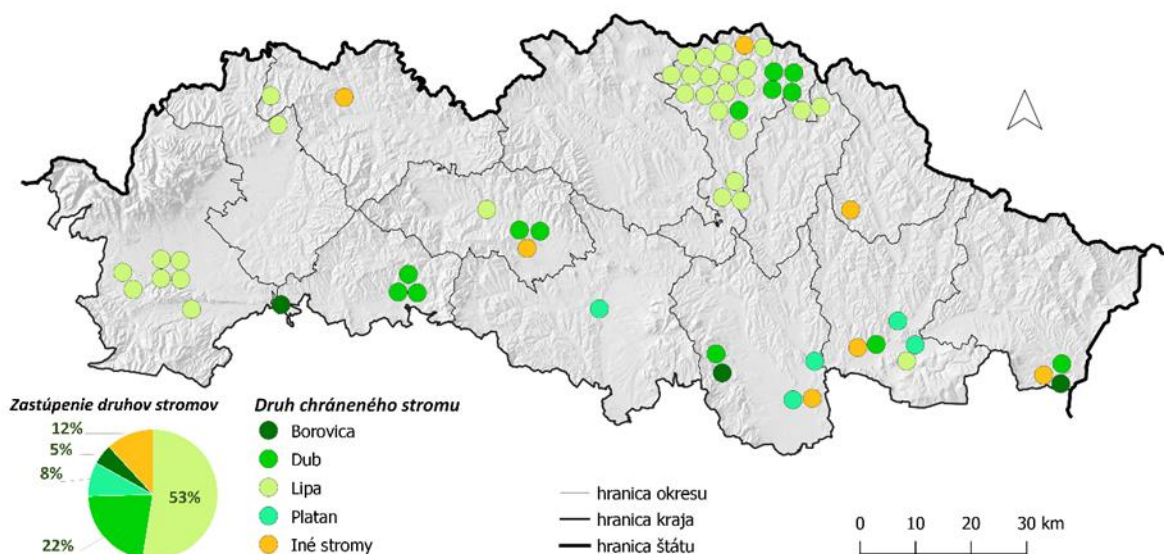 Zastúpenie druhov stromov
12%
5%
8%
53%
22%
Druh chráneného stromu
Borovica
Dub
Lipa
Platan
Iné stromy
hranica okresu
hranica kraja
hranica štátu
0 10 20 30 km